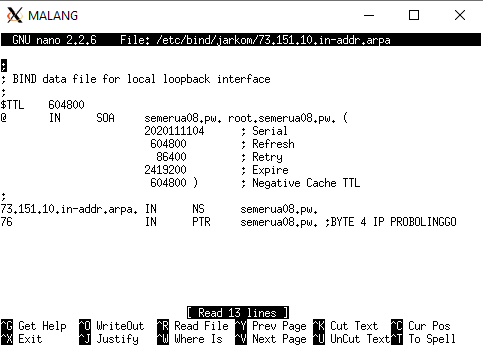 MALANG
GNU nano 2.2.6 File: /etc/bind/jarkom/73.151.10.in-addr.arpa
;
; BIND data file for local loopback interface
;
$TTL 604800
@ IN SOA semerua08.pw. root.semerua08.pw. (
2020111104 ; Serial
604800 ; Refresh
86400 ; Retry
2419200 ; Expire
604800 ) ; Negative Cache TTL
;
73.151.10.in-addr.arpa. IN NS semerua08.pw.
76 IN PTR semerua08.pw. ;BYTE 4 IP PROBOLINGGO
[ Read 13 lines ]
^G Get Help ^O WriteOut ^R Read File ^Y Prev Page ^K Cut Text ^C Cur Pos
^X Exit ^J Justify ^W Where Is ^V Next Page ^U UnCut Text ^T To Spell